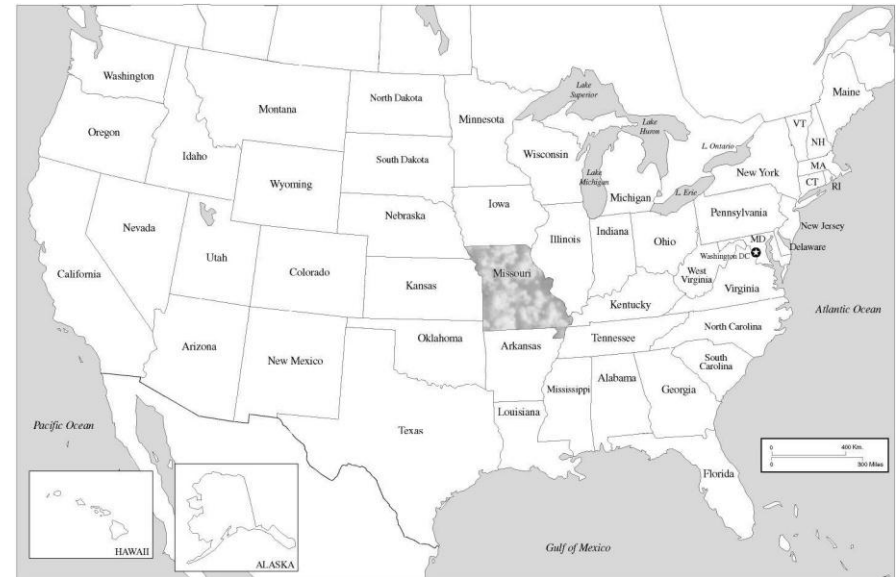 Washington
Montana
North Dakota
Minnesota
Lake
Superior
Lake
Huron
Maine
VT
NH
Oregon
Idaho
South Dakota
Wisconsin
L. Ontario
MA
CT
RI
New York
Wyoming
Lake
Michigan
Michigan
L. Erie
Iowa
Nebraska
Pennsylvania
Nevada
Illinois
Indiana
Ohio
New Jersey
MD
Delaware
Washington DC
Utah
California
Colorado
Missouri
Kansas
West
Virginia
Virginia
Kentucky
Atlantic Ocean
North Carolina
Tennessee
Oklahoma
Arkansas
Arizona
New Mexico
South
Carolina
Alabama
Mississippi
Georgia
Louisiana
Texas
Pacific Ocean
0 400 Km.
0 300 Miles
Florida
HAWAII
ALASKA
Gulf of Mexico